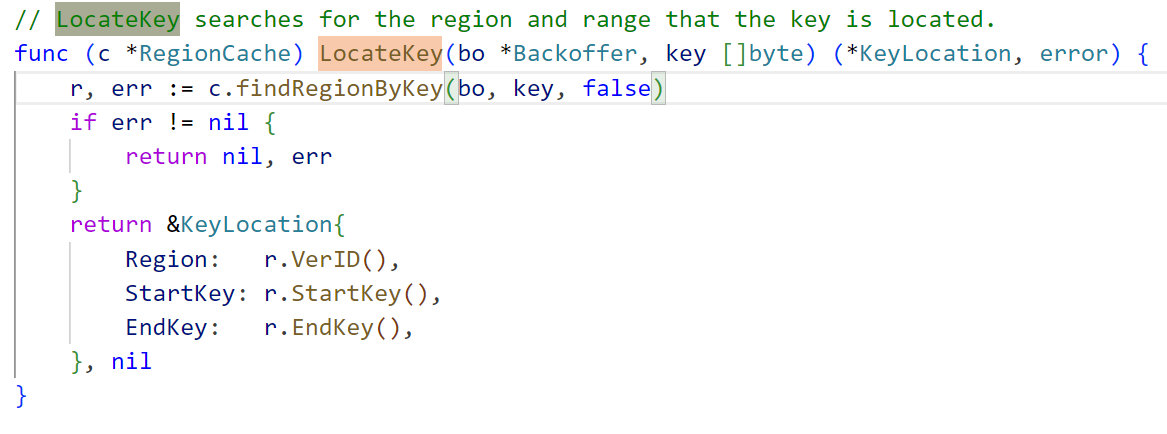 // LocateKey searches for the region and range that the key is located.
func (c *RegionCache) LocateKey(bo *Backoffer, key []byte) (*KeyLocation, error) {
    r, err := c.findRegionByKey(bo, key, false)
    if err != nil {
        return nil, err
    }
    return &KeyLocation{
        Region:   r.VerID(),
        StartKey: r.StartKey(),
        EndKey:   r.EndKey(),
    }, nil
}